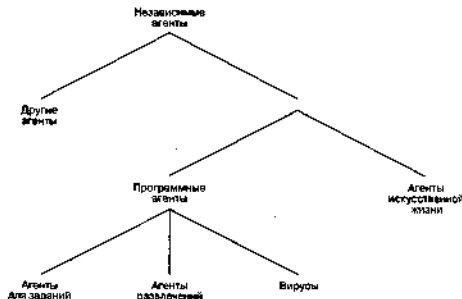 Независимые
агенты
Другие
агенты
Программные
агенты
Агенты
искусственной
жизни
Агенты
для заданий
Агенты
развлечений
Вирусы